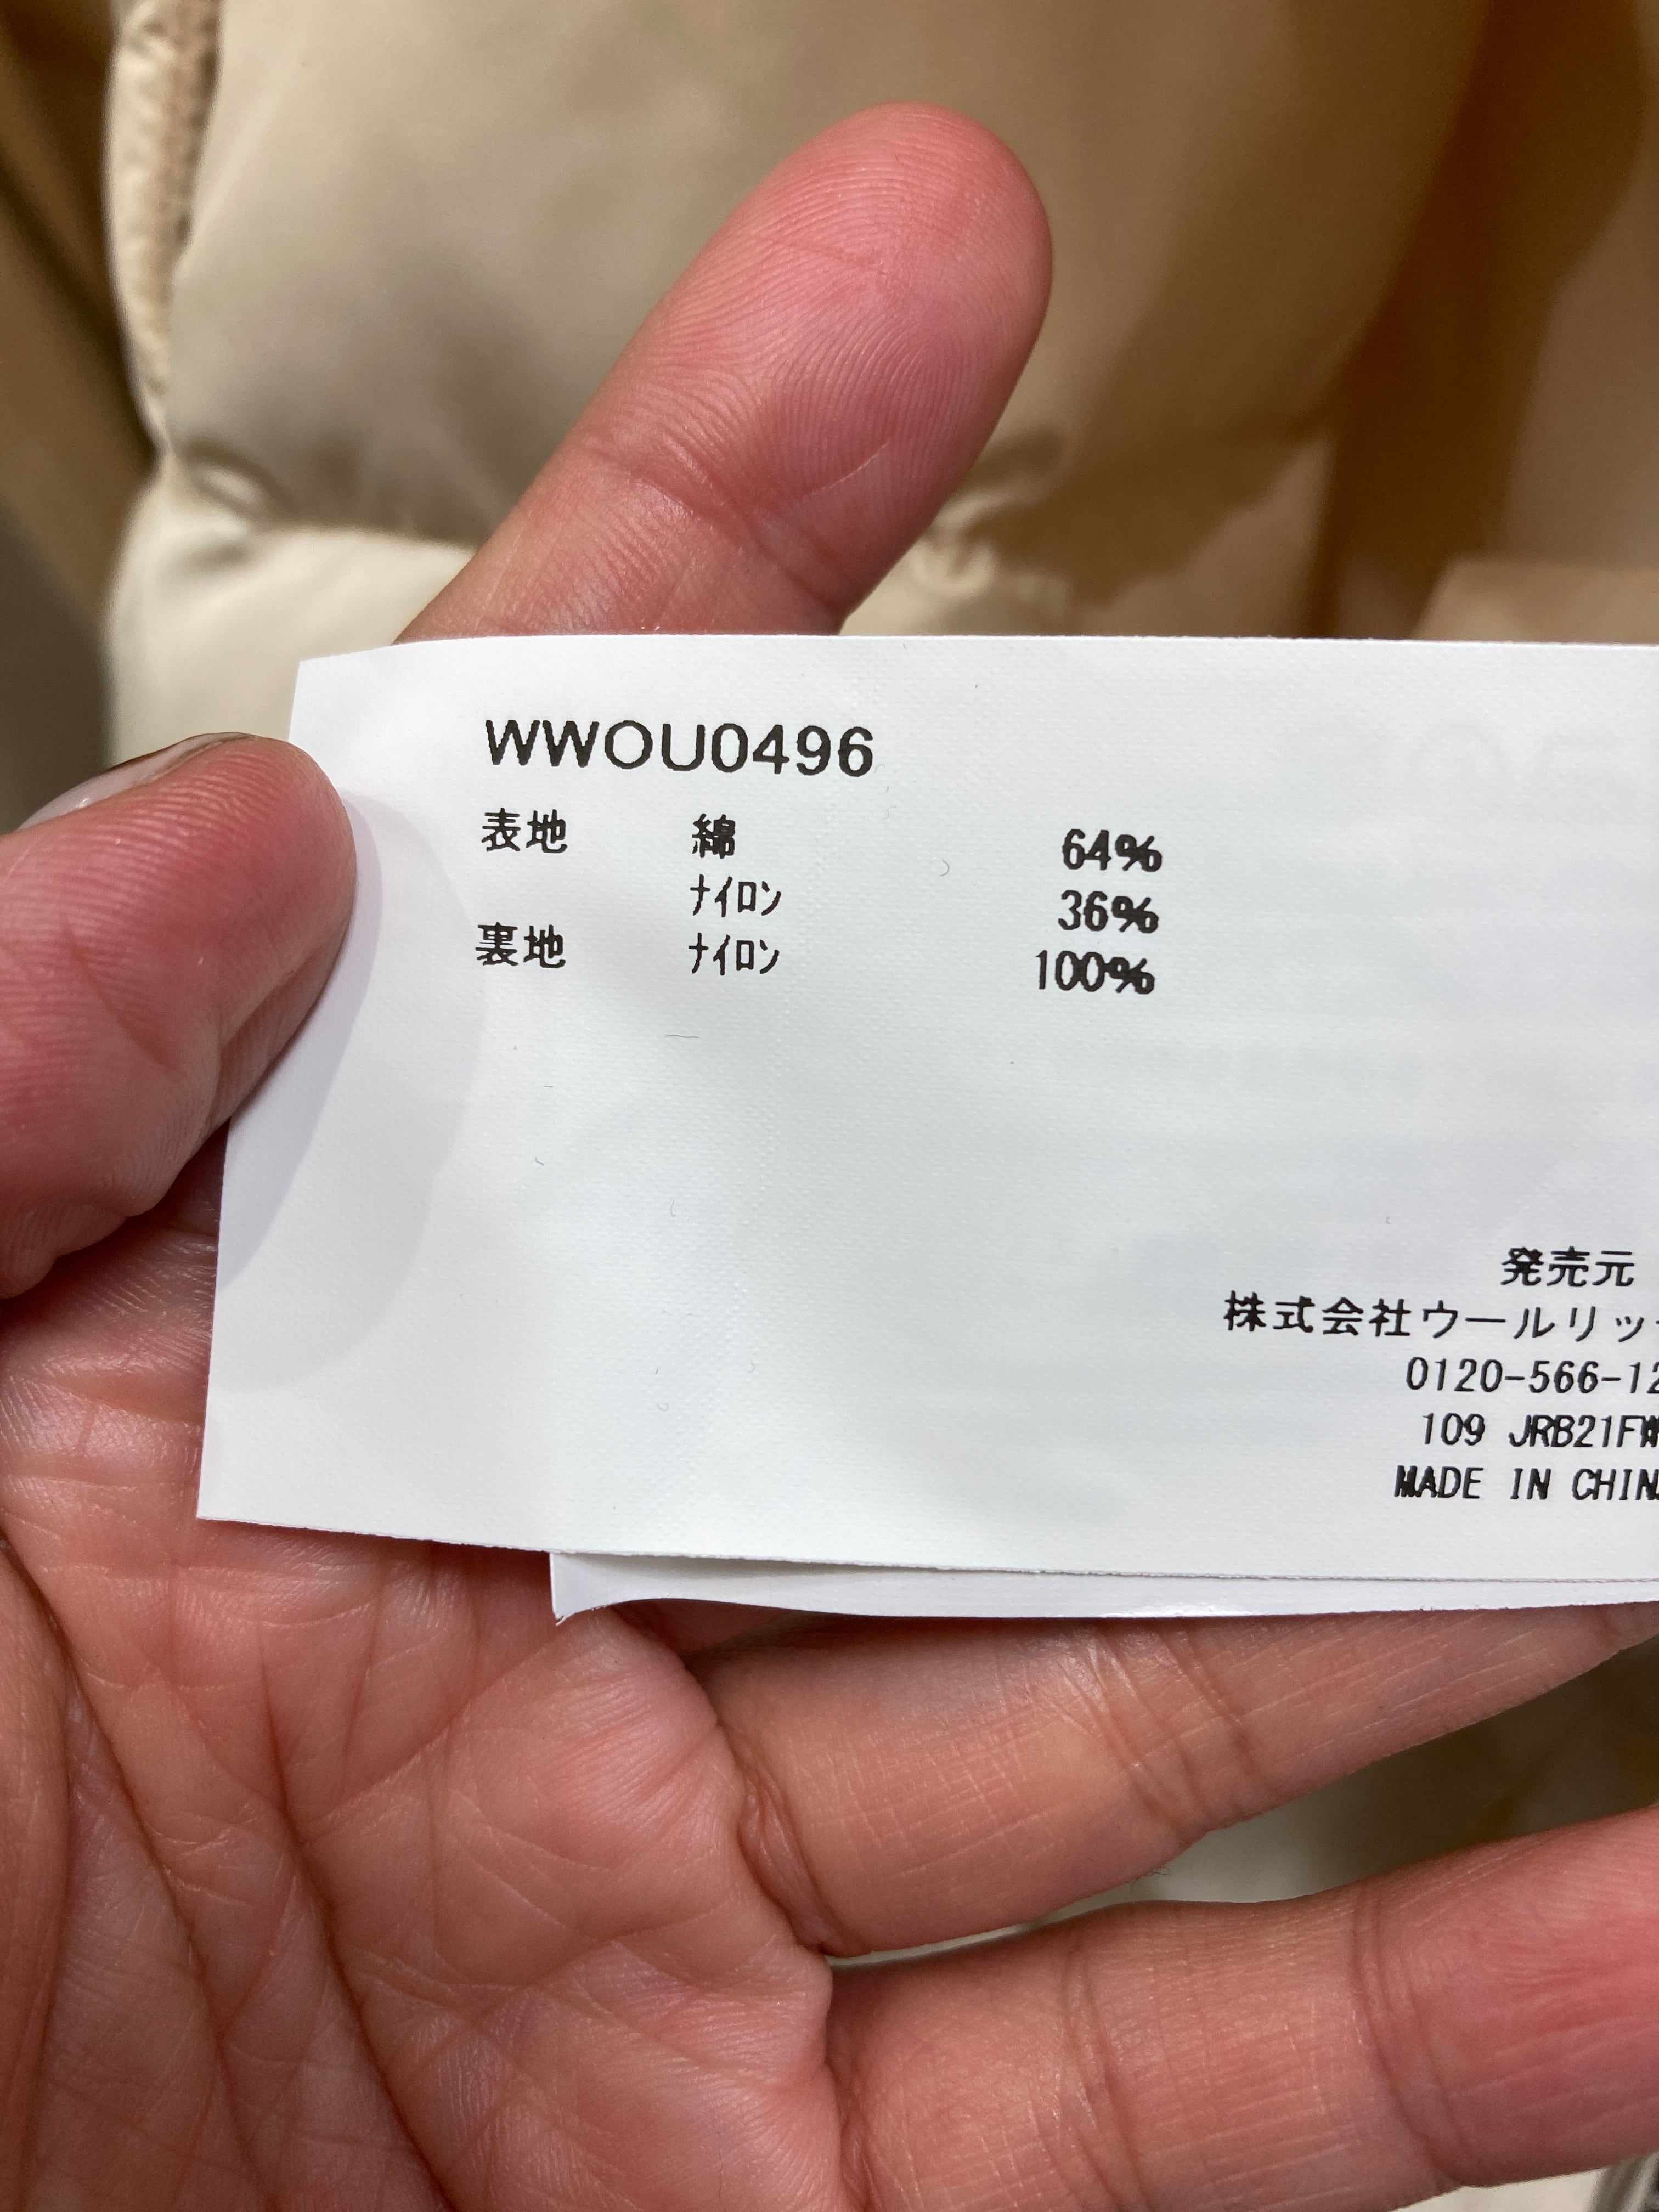 WWOU0496
表地 綿 64%
ナイロン 36%
裏地 ナイロン 100%
発売元
株式会社ウールリッ
0120-566-12
109 JRB21FW
MADE IN CHIN